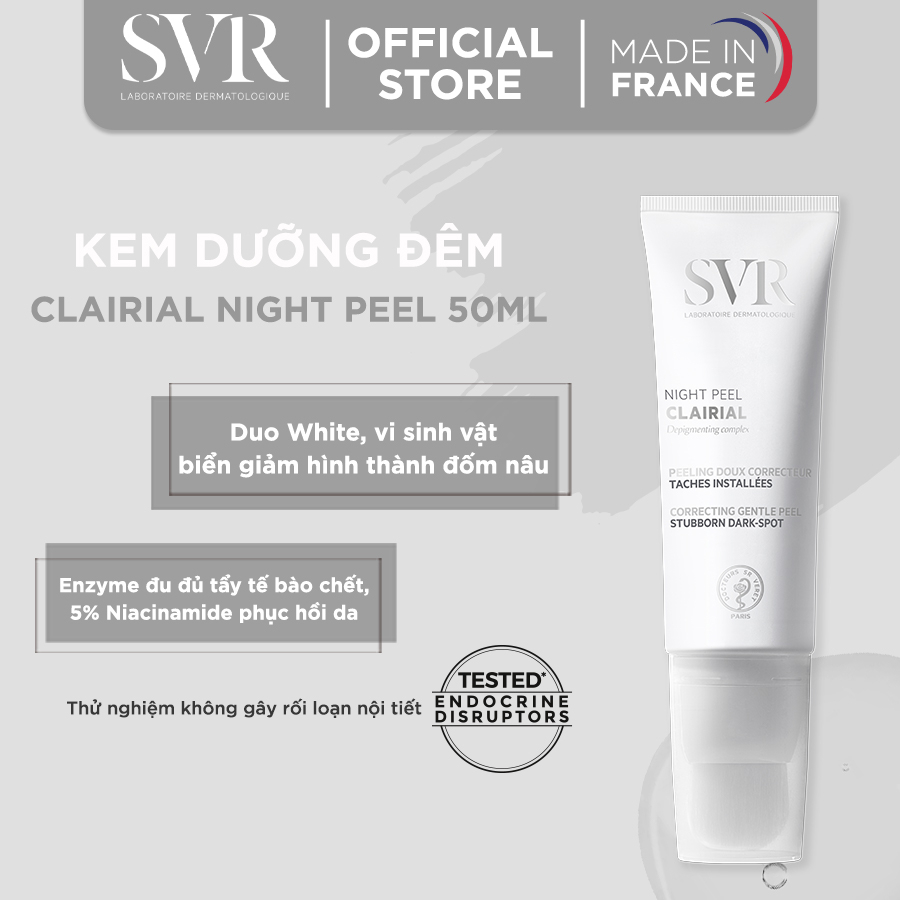 SVR
LABORATOIRE DERMATOLOGIQUE
OFFICIAL
STORE
MADE IN
FRANCE
KEM DƯỠNG ĐÊM
CLAIRIAL NIGHT PEEL 50ML
Duo White, vi sinh vật
biển giảm hình thành đốm nâu
Enzyme đu đủ tẩy tế bào chết,
5% Niacinamide phục hồi da
Thử nghiệm không gây rối loạn nội tiết
TESTED*
ENDOCRINE
DISRUPTORS
SVR
LABORATOIRE DERMATOLOGIQUE
NIGHT PEEL
CLAIRIAL
Depigmenting complex
PEELING DOUX CORRECTEUR
TACHES INSTALLÉES
CORRECTING GENTLE PEEL
STUBBORN DARK-SPOT
DOCTEURS SR VERET
PARIS